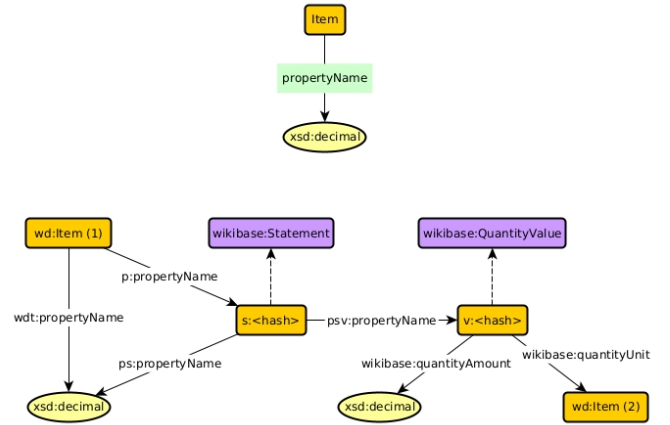 Item
propertyName
xsd:decimal
wd:Item (1)
wikibase:Statement
wikibase:QuantityValue
p:propertyName
wdt:propertyName
s:<hash>
psv:propertyName
v:<hash>
ps:propertyName
wikibase:quantityAmount
wikibase:quantityUnit
xsd:decimal
xsd:decimal
wd:Item (2)